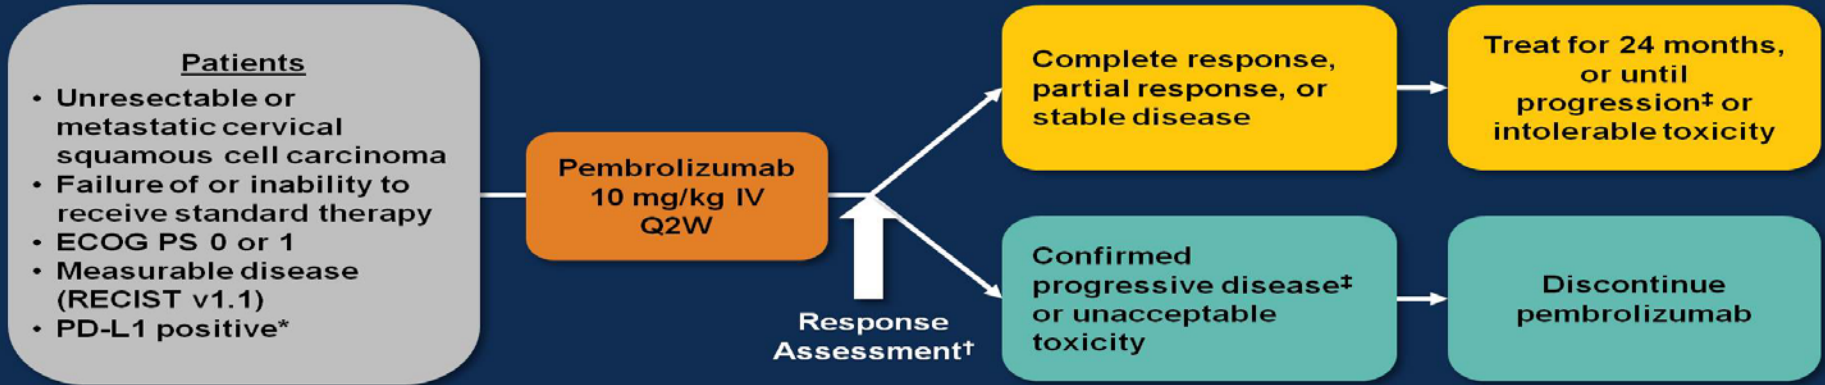 Patients
• Unresectable or
metastatic cervical
squamous cell carcinoma
• Failure of or inability to
receive standard therapy
• ECOG PS 0 or 1
• Measurable disease
(RECIST v1.1)
• PD-L1 positive*
Pembrolizumab
10 mg/kg IV
Q2W
Response
Assessment†
Complete response,
partial response, or
stable disease
Treat for 24 months,
or until
progression‡ or
intolerable toxicity
Confirmed
progressive disease‡
or unacceptable
toxicity
Discontinue
pembrolizumab